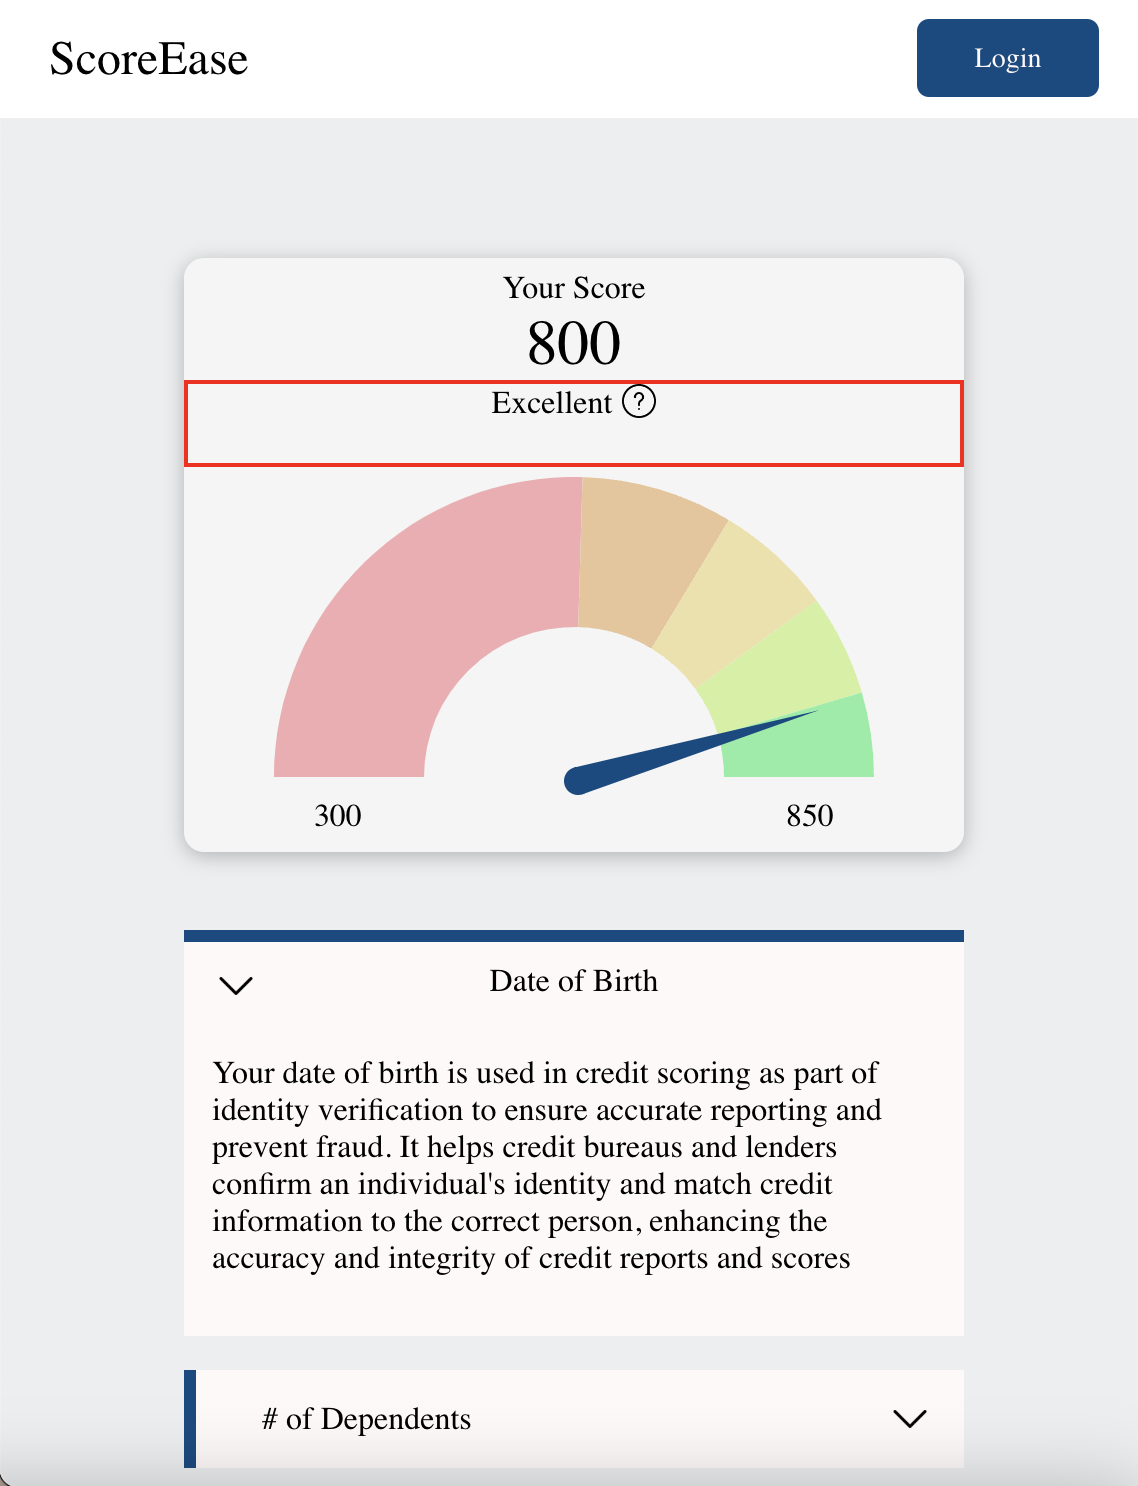 ScoreEase
Login
Your Score
800
Excellent ?
300
850
Date of Birth
Your date of birth is used in credit scoring as part of
identity verification to ensure accurate reporting and
prevent fraud. It helps credit bureaus and lenders
confirm an individual's identity and match credit
information to the correct person, enhancing the
accuracy and integrity of credit reports and scores
# of Dependents